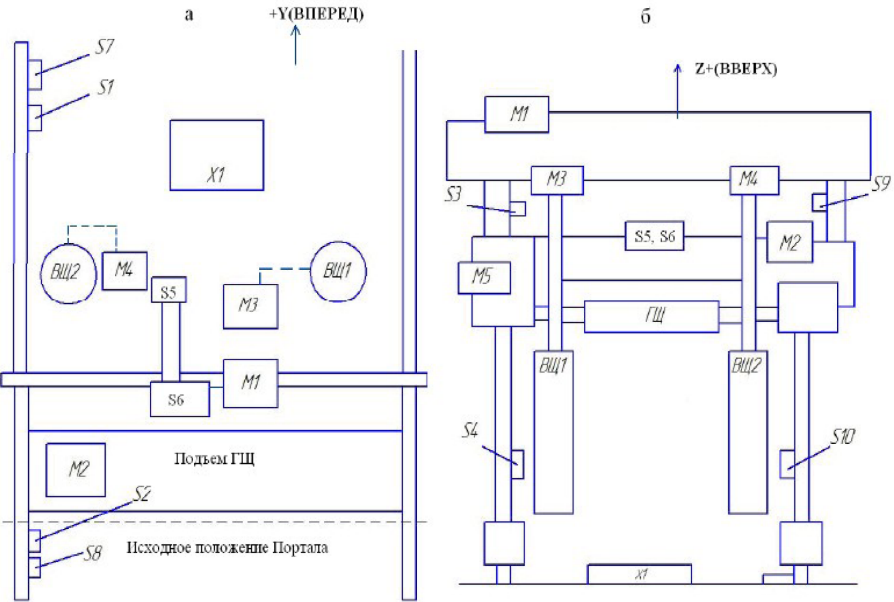 а
+Y(ВПЕРЕД)
S7
S1
X1
ВЩ2
M4
S5
M3
ВЩ1
M1
S6
M2
Подъем ГЩ
S2
S8
Исходное положение Портала
б
Z+(ВВЕРХ)
M1
M3
M4
S3
S9
S5, S6
M2
M5
ГЩ
ВЩ1
ВЩ2
S4
S10
X1